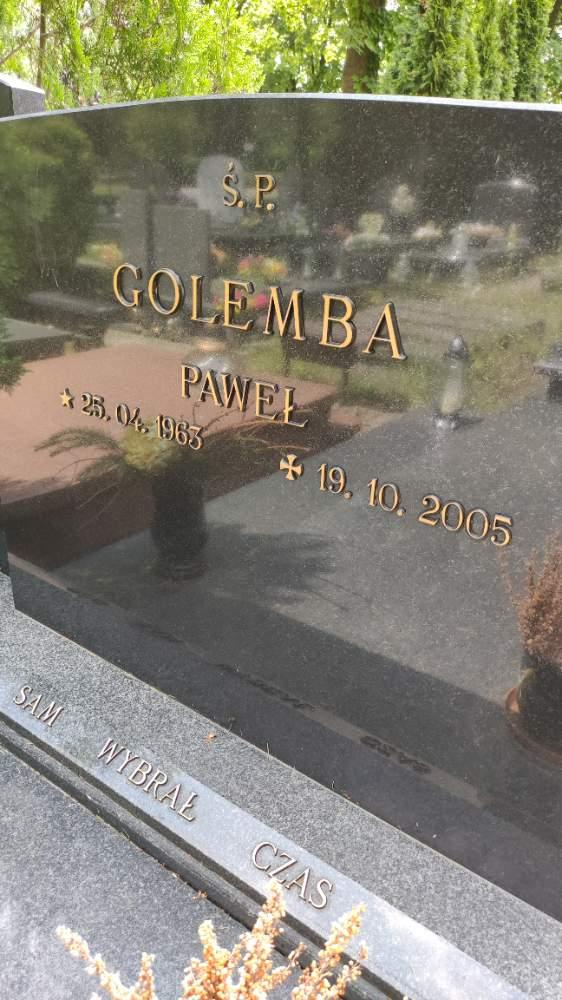 Ś. P.
GOLEMBA
PAWEŁ
25. 04. 1963
19. 10. 2005
SAM WYBRAŁ CZAS